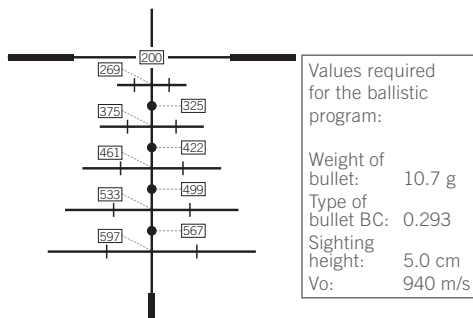 200
269
325
375
422
461
499
533
567
597
Values required
for the ballistic
program:
Weight of
bullet: 10.7 g
Type of
bullet BC: 0.293
Sighting
height: 5.0 cm
Vo: 940 m/s